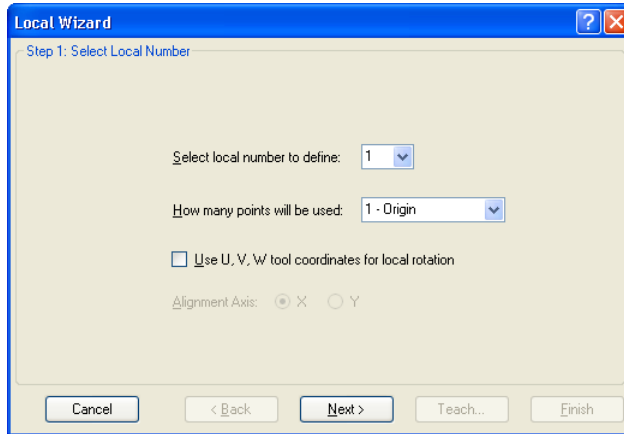 Local Wizard
Step 1: Select Local Number
Select local number to define: 1
How many points will be used: 1 - Origin
Use U, V, W tool coordinates for local rotation
Alignment Axis: X Y
Cancel < Back Next > Teach... Finish